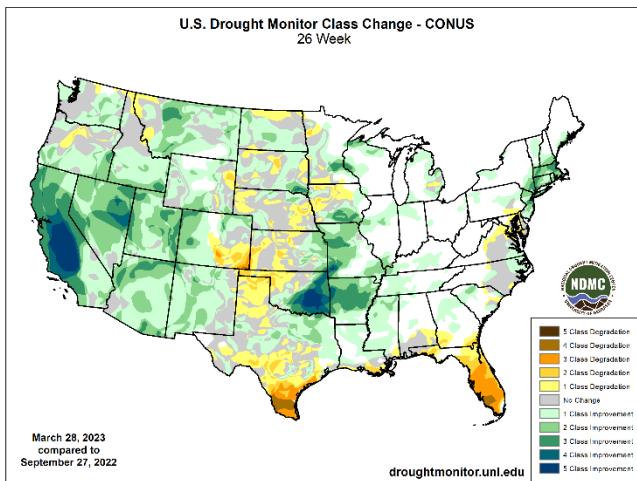 U.S. Drought Monitor Class Change - CONUS
26 Week
NDMC
5 Class Degradation
4 Class Degradation
3 Class Degradation
2 Class Degradation
1 Class Degradation
No Change
1 Class Improvement
2 Class Improvement
3 Class Improvement
4 Class Improvement
5 Class Improvement
March 28, 2023
compared to
September 27, 2022
droughtmonitor.unl.edu